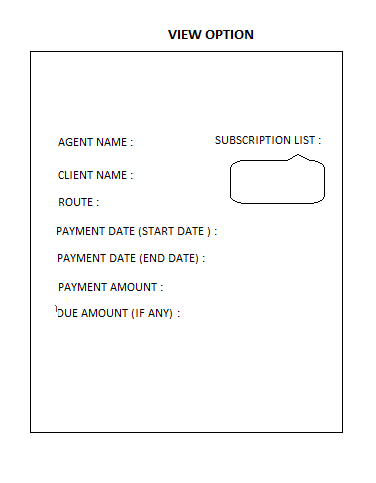 VIEW OPTION
AGENT NAME :
SUBSCRIPTION LIST :
CLIENT NAME :
ROUTE :
PAYMENT DATE (START DATE ) :
PAYMENT DATE (END DATE) :
PAYMENT AMOUNT :
DUE AMOUNT (IF ANY) :